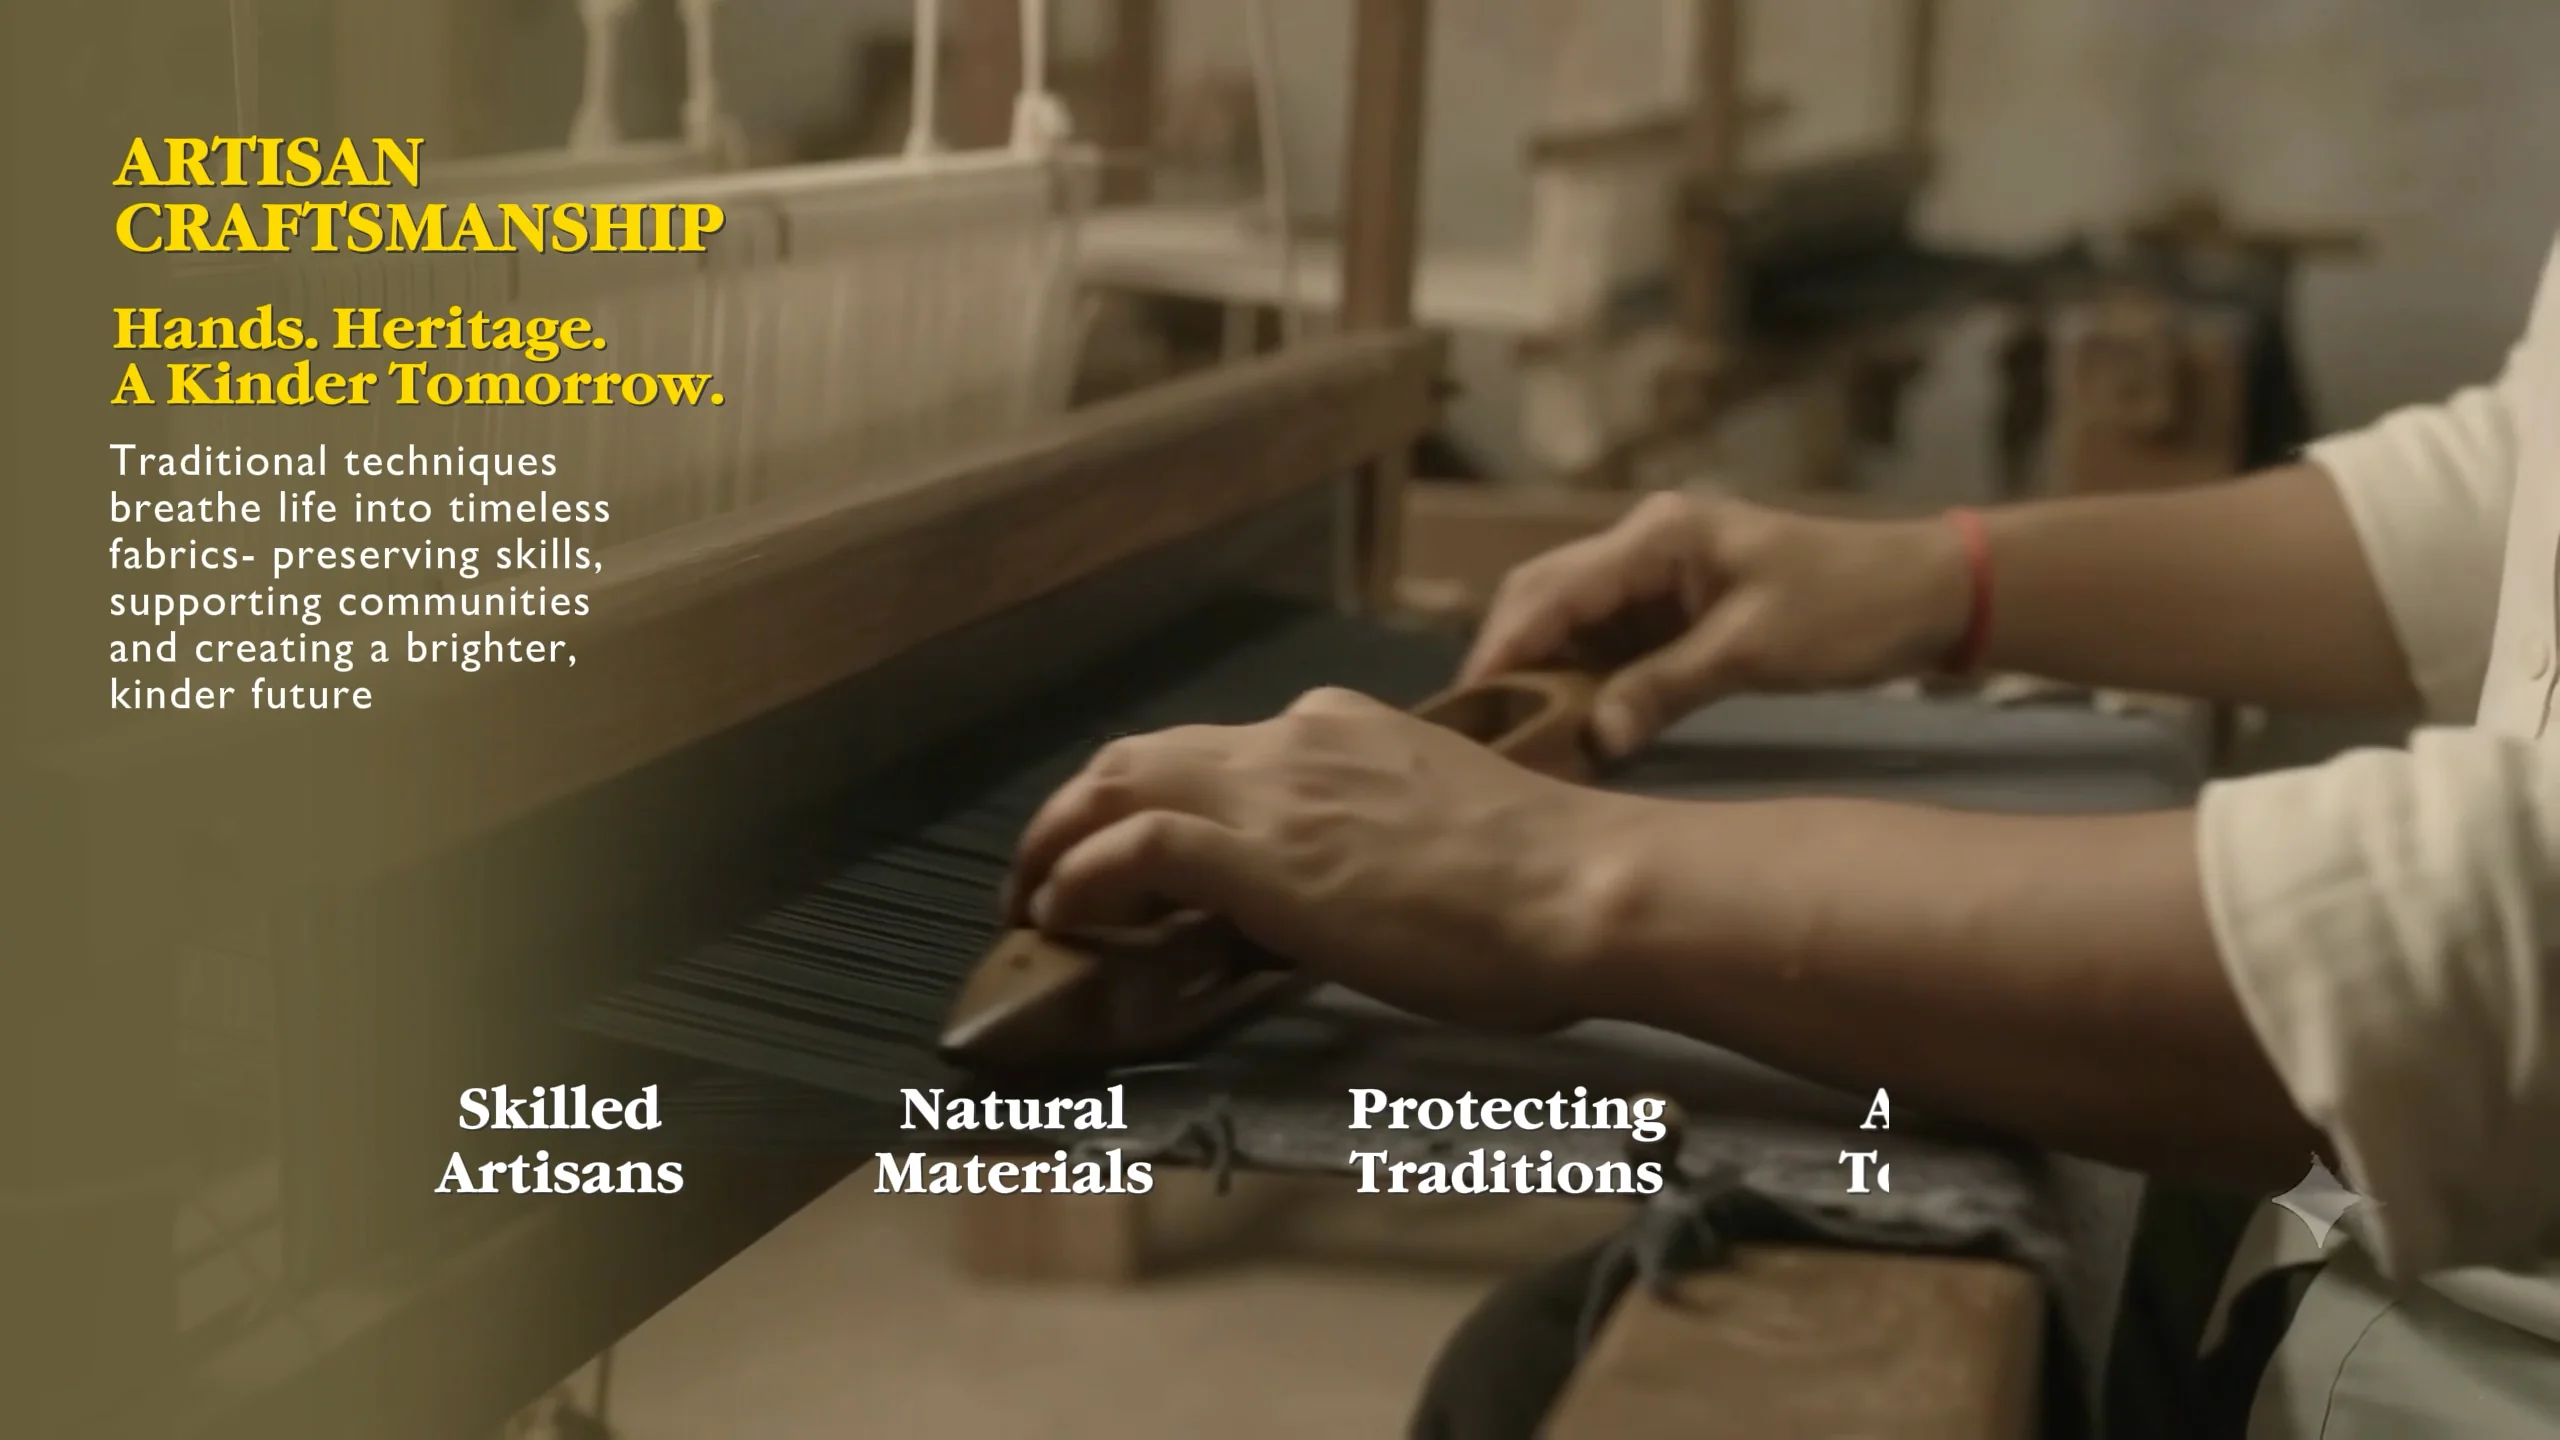 ARTISAN
CRAFTSMANSHIP
Hands. Heritage.
A Kinder Tomorrow.
Traditional techniques
breathe life into timeless
fabrics- preserving skills,
supporting communities
and creating a brighter,
kinder future
Skilled
Artisans
Natural
Materials
Protecting
Traditions